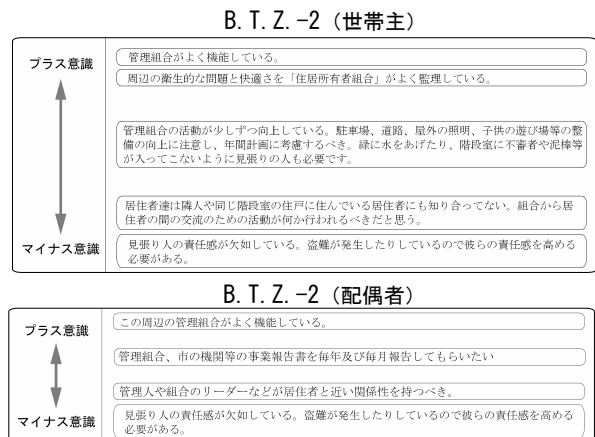 B.T.Z.-2（世帯主）
プラス意識
管理組合がよく機能している。
周辺の衛生的な問題と快適さを「住居所有者組合」がよく監理している。
管理組合の活動が少しずつ向上している。駐車場、道路、屋外の照明、子供の遊び場等の整
備の向上に注意し、年間計画に考慮するべき。緑に水をあげたり、階段室に不審者や泥棒等
が入ってこないように見張りの人も必要です。
居住者達は隣人や同じ階段室の住戸に住んでいる居住者にも知り合ってない。組合から居
住者の間の交流のための活動が何か行われるべきだと思う。
マイナス意識
見張り人の責任感が欠如している。盗難が発生したりしているので彼らの責任感を高める
必要がある。
B.T.Z.-2（配偶者）
プラス意識
この周辺の管理組合がよく機能している。
管理組合、市の機関等の事業報告書を毎年及び毎月報告してもらいたい
管理人や組合のリーダーなどが居住者と近い関係性を持つべき。
マイナス意識
見張り人の責任感が欠如している。盗難が発生したりしているので彼らの責任感を高める
必要がある。